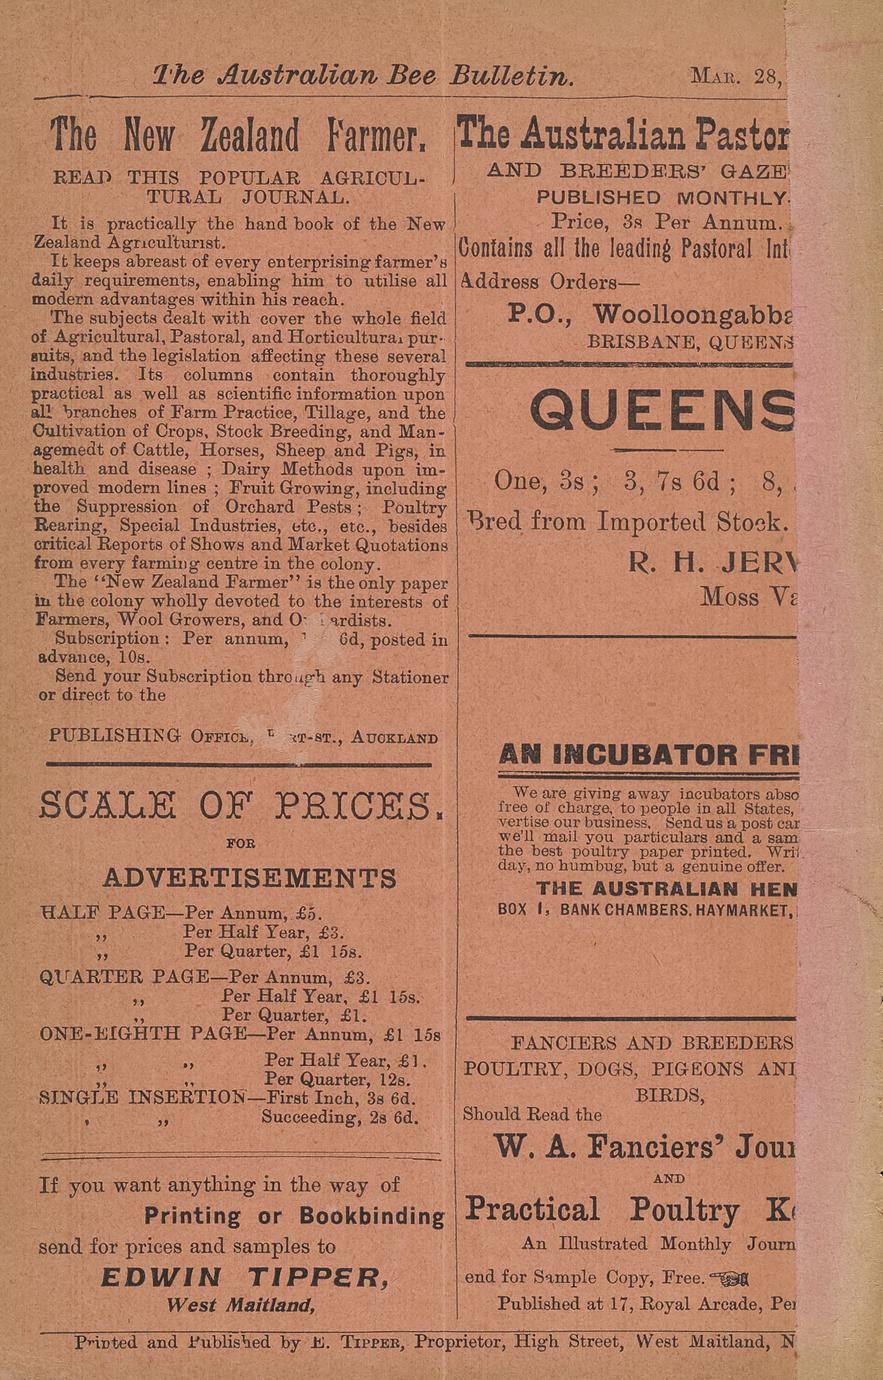 The Australian Bee Bulletin. MAR. 28,
The New Zealand Farmer.
READ THIS POPULAR AGRICUL-
TURAL JOURNAL.
It is practically the hand book of the New
Zealand Agriculturist.
It keeps abreast of every enterprising farmer's
daily requirements, enabling him to utilise all
modern advantages within his reach.
The subjects dealt with cover the whole field
of Agricultural, Pastoral, and Horticultural pur-
suits, and the legislation affecting these several
industries. Its columns contain thoroughly
practical as well as scientific information upon
all branches of Farm Practice, Tillage, and the
Cultivation of Crops, Stock Breeding, and Man-
agemedt of Cattle, Horses, Sheep and Pigs, in
health and disease ; Dairy Methods upon im-
proved modern lines ; Fruit Growing, including
the Suppression of Orchard Pests ; Poultry
Rearing, Special Industries, etc., etc., besides
critical Reports of Shows and Market Quotations
from every farming centre in the colony.
The "New Zealand Farmer" is the only paper
in the colony wholly devoted to the interests of
Farmers, Wool Growers, and
Subscription : Per annum, 6d, posted in
advance, 10s.
Send your Subscription through any Stationer
or direct to the
PUBLISHING OFFICE, AUCKLAND
SCALE OF PRICES.
FOR
ADVERTISEMENTS
HALF PAGE—Per Annum, £5.
,, Per Half Year, £3.
,, Per Quarter, £1 15s.
QUARTER PAGE—Per Annum, £3.
,, Per Half Year, £1 15s.
,, Per Quarter, £1.
ONE-EIGHTH PAGE—Per Annum, £1 15s
,, ,, Per Half Year, £1.
,, ,, Per Quarter, 12s.
SINGLE INSERTION—First Inch, 3s 6d.
, ,, Succeeding, 2s 6d.
If you want anything in the way of
Printing or Bookbinding
send for prices and samples to
EDWIN TIPPER,
West Maitland,
The Australian Pastor
AND BREEDERS' GAZE
PUBLISHED MONTHLY.
Price, 3s Per Annum.
Contains all the leading Pastoral Int
Address Orders—
P.O., Woolloongabba
BRISBANE, QUEENS
QUEENS
One, 3s ; 3, 7s 6d ; 8,
Bred from Imported Stock.
R. H. JERV
Moss Va
AN INCUBATOR FRE
We are giving away incubators abso
free of charge, to people in all States,
vertise our business. Send us a post car
we'll mail you particulars and a sam
the best poultry paper printed. Wri
day, no humbug, but a genuine offer.
THE AUSTRALIAN HEN
BOX 1, BANK CHAMBERS, HAYMARKET,
FANCIERS AND BREEDERS
POULTRY, DOGS, PIGEONS AND
BIRDS,
Should Read the
W. A. Fanciers' Jour
AND
Practical Poultry Ke
An Illustrated Monthly Journ
end for Sample Copy, Free.
Published at 17, Royal Arcade, Per
Printed and Published by E. TIPPER, Proprietor, High Street, West Maitland, N